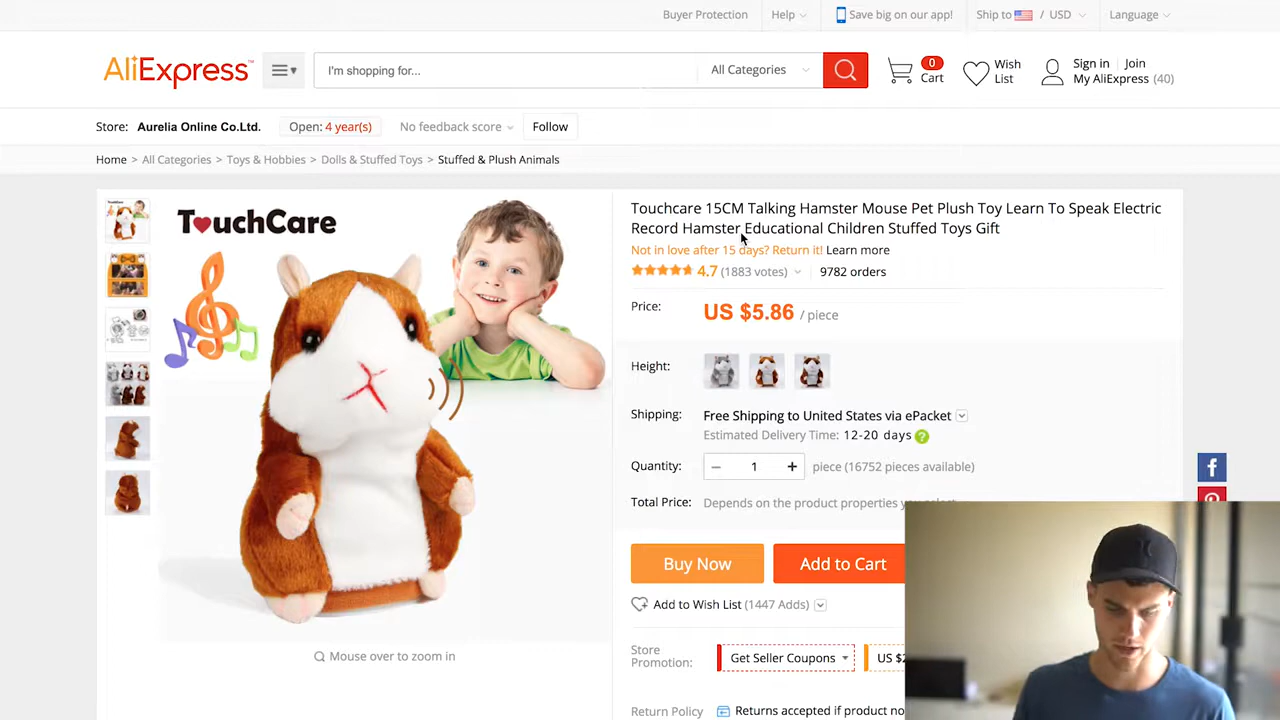 Buyer Protection
Help
Save big on our app!
Ship to / USD
Language
AliExpress™
I'm shopping for...
All Categories
0
Cart
Wish
List
Sign in | Join
My AliExpress (40)
Store: Aurelia Online Co.Ltd.
Open: 4 year(s)
No feedback score
Follow
Home > All Categories > Toys & Hobbies > Dolls & Stuffed Toys > Stuffed & Plush Animals
TouchCare
Mouse over to zoom in
Touchcare 15CM Talking Hamster Mouse Pet Plush Toy Learn To Speak Electric
Record Hamster Educational Children Stuffed Toys Gift
Not in love after 15 days? Return it! Learn more
4.7 (1883 votes)
9782 orders
Price: US $5.86 / piece
Height:
Shipping: Free Shipping to United States via ePacket
Estimated Delivery Time: 12-20 days ?
Quantity: − 1 + piece (16752 pieces available)
Total Price: Depends on the product properties
Buy Now
Add to Cart
Add to Wish List (1447 Adds)
Store
Promotion:
Get Seller Coupons
US $
Return Policy
Returns accepted if product